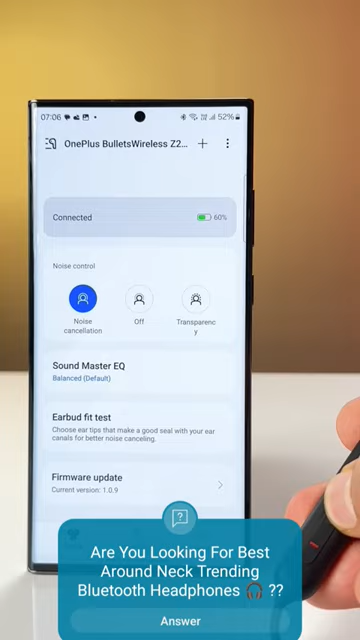 07:06 52%
OnePlus BulletsWireless Z2...
Connected 60%
Noise control
Noise
cancellation
Off
Transparenc
y
Sound Master EQ
Balanced (Default)
Earbud fit test
Choose ear tips that make a good seal with your ear
canals for better noise canceling.
Firmware update
Current version: 1.0.9
?
Are You Looking For Best
Around Neck Trending
Bluetooth Headphones 🎧 ??
Answer